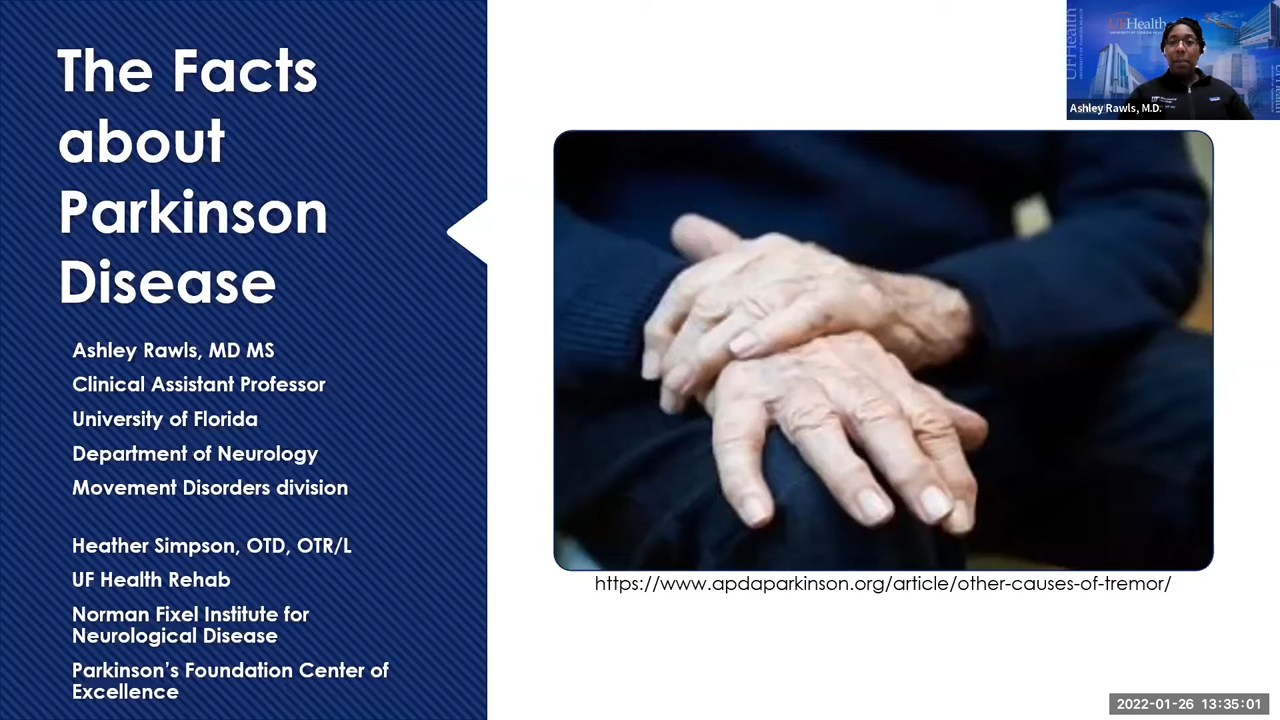 The Facts
about
Parkinson
Disease
Ashley Rawls, MD MS
Clinical Assistant Professor
University of Florida
Department of Neurology
Movement Disorders division
Heather Simpson, OTD, OTR/L
UF Health Rehab
Norman Fixel Institute for
Neurological Disease
Parkinson’s Foundation Center of
Excellence
UFHealth
UFHealth
Ashley Rawls, M.D.
https://www.apdaparkinson.org/article/other-causes-of-tremor/
2022-01-26 13:35:01